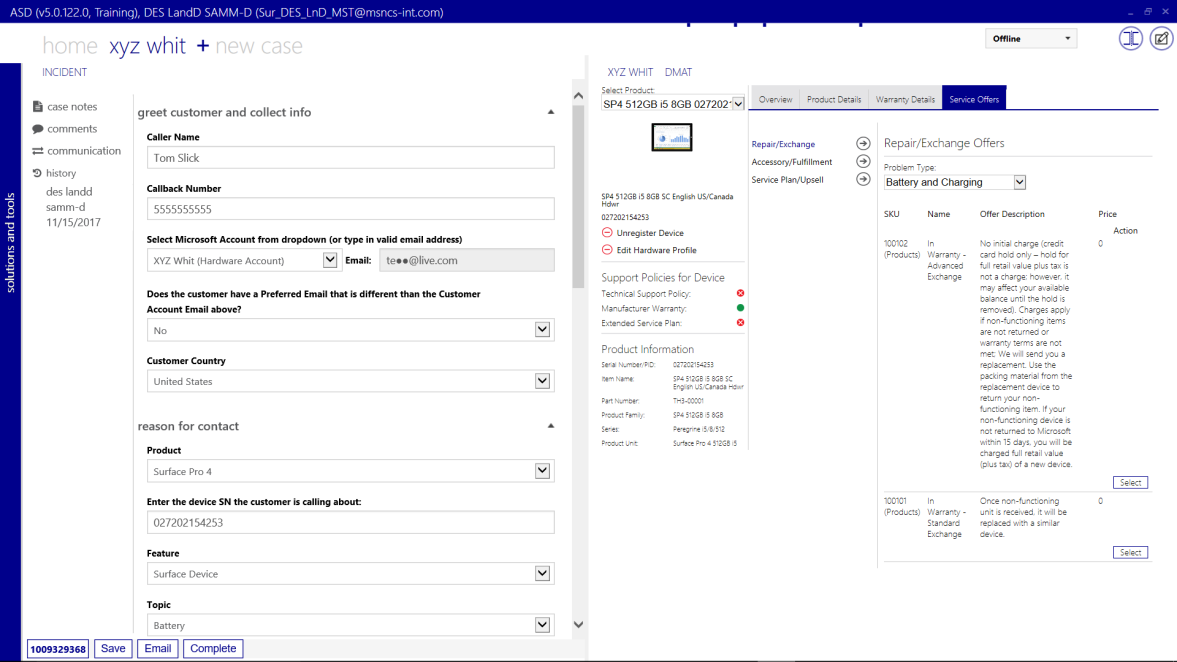 ASD (v5.0.122.0, Training), DES LandD SAMM-D (Sur_DES_LnD_MST@msncs-int.com)
home xyz whit + new case
Offline
INCIDENT
solutions and tools
case notes
comments
communication
history
des landd
samm-d
11/15/2017
greet customer and collect info
Caller Name
Tom Slick
Callback Number
5555555555
Select Microsoft Account from dropdown (or type in valid email address)
XYZ Whit (Hardware Account)
Email:
te●●@live.com
Does the customer have a Preferred Email that is different than the Customer
Account Email above?
No
Customer Country
United States
reason for contact
Product
Surface Pro 4
Enter the device SN the customer is calling about:
027202154253
Feature
Surface Device
Topic
Battery
1009329368
Save
Email
Complete
XYZ WHIT DMAT
Select Product:
SP4 512GB i5 8GB 027202
SP4 512GB i5 8GB SC English US/Canada
Hdwr
027202154253
Unregister Device
Edit Hardware Profile
Support Policies for Device
Technical Support Policy:
Manufacturer Warranty:
Extended Service Plan:
Product Information
Serial Number/PID: 027202154253
Item Name: SP4 512GB i5 8GB SC
English US/Canada Hdwr
Part Number: TH3-00001
Product Family: SP4 512GB i5 8GB
Series: Peregrine i5/8/512
Product Unit: Surface Pro 4 512GB i5
Overview
Product Details
Warranty Details
Service Offers
Repair/Exchange
Accessory/Fulfillment
Service Plan/Upsell
Repair/Exchange Offers
Problem Type:
Battery and Charging
SKU Name Offer Description Price
Action
100102
(Products)
In
Warranty -
Advanced
Exchange
No initial charge (credit
card hold only – hold for
full retail value plus tax is
not a charge; however, it
may affect your available
balance until the hold is
removed). Charges apply
if non-functioning items
are not returned or
warranty terms are not
met; We will send you a
replacement. Use the
packing material from the
replacement device to
return your non-
functioning item. If your
non-functioning device is
not returned to Microsoft
within 15 days, you will be
charged full retail value
(plus tax) of a new device.
0
Select
100101
(Products)
In
Warranty -
Standard
Exchange
Once non-functioning
unit is received, it will be
replaced with a similar
device.
0
Select